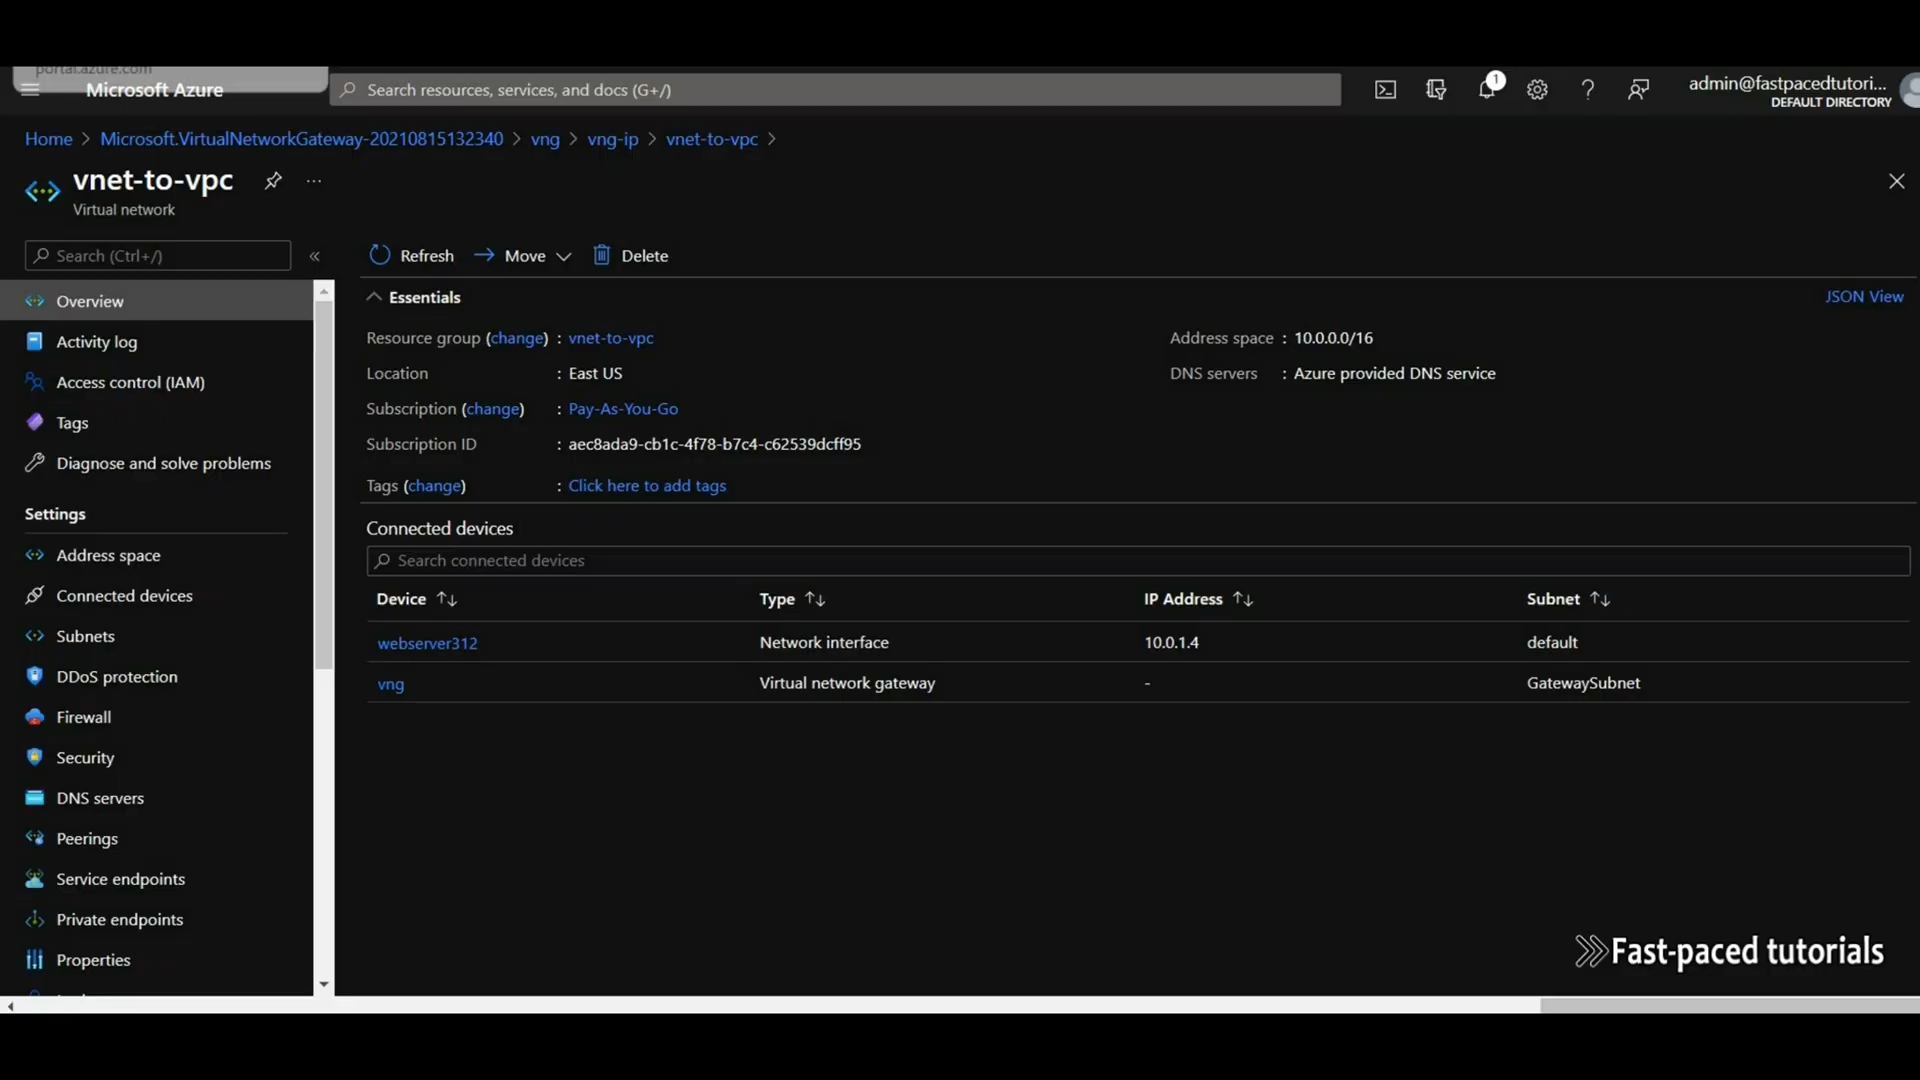 portal.azure.com
Microsoft Azure
Search resources, services, and docs (G+/)
1
admin@fastpacedtutori...
DEFAULT DIRECTORY
Home > Microsoft.VirtualNetworkGateway-20210815132340 > vng > vng-ip > vnet-to-vpc >
vnet-to-vpc
...
Virtual network
Search (Ctrl+/)
«
Refresh
Move
Delete
Overview
Activity log
Access control (IAM)
Tags
Diagnose and solve problems
Settings
Address space
Connected devices
Subnets
DDoS protection
Firewall
Security
DNS servers
Peerings
Service endpoints
Private endpoints
Properties
Essentials
JSON View
Resource group (change) : vnet-to-vpc
Address space : 10.0.0.0/16
Location : East US
DNS servers : Azure provided DNS service
Subscription (change) : Pay-As-You-Go
Subscription ID : aec8ada9-cb1c-4f78-b7c4-c62539dcff95
Tags (change) : Click here to add tags
Connected devices
Search connected devices
Device ↑↓ Type ↑↓ IP Address ↑↓ Subnet ↑↓
webserver312 Network interface 10.0.1.4 default
vng Virtual network gateway - GatewaySubnet
Fast-paced tutorials